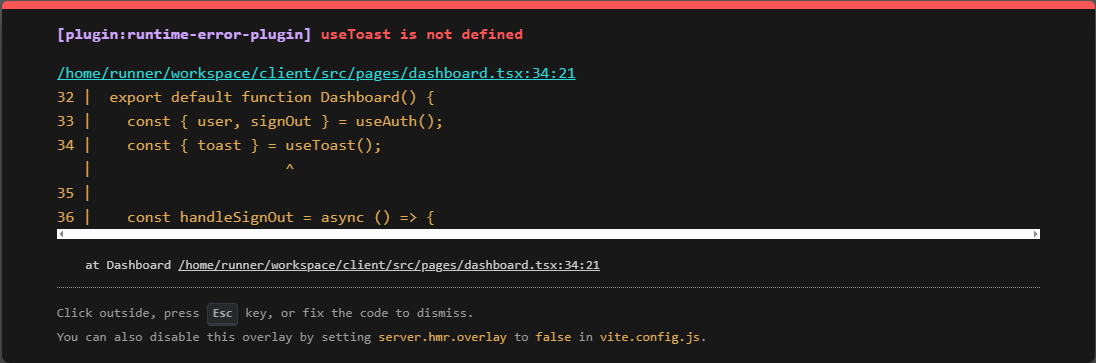 [plugin:runtime-error-plugin] useToast is not defined
/home/runner/workspace/client/src/pages/dashboard.tsx:34:21
32 |  export default function Dashboard() {
33 |    const { user, signOut } = useAuth();
34 |    const { toast } = useToast();
   |                      ^
35 |
36 |    const handleSignOut = async () => {
at Dashboard /home/runner/workspace/client/src/pages/dashboard.tsx:34:21
Click outside, press Esc key, or fix the code to dismiss.
You can also disable this overlay by setting server.hmr.overlay to false in vite.config.js.